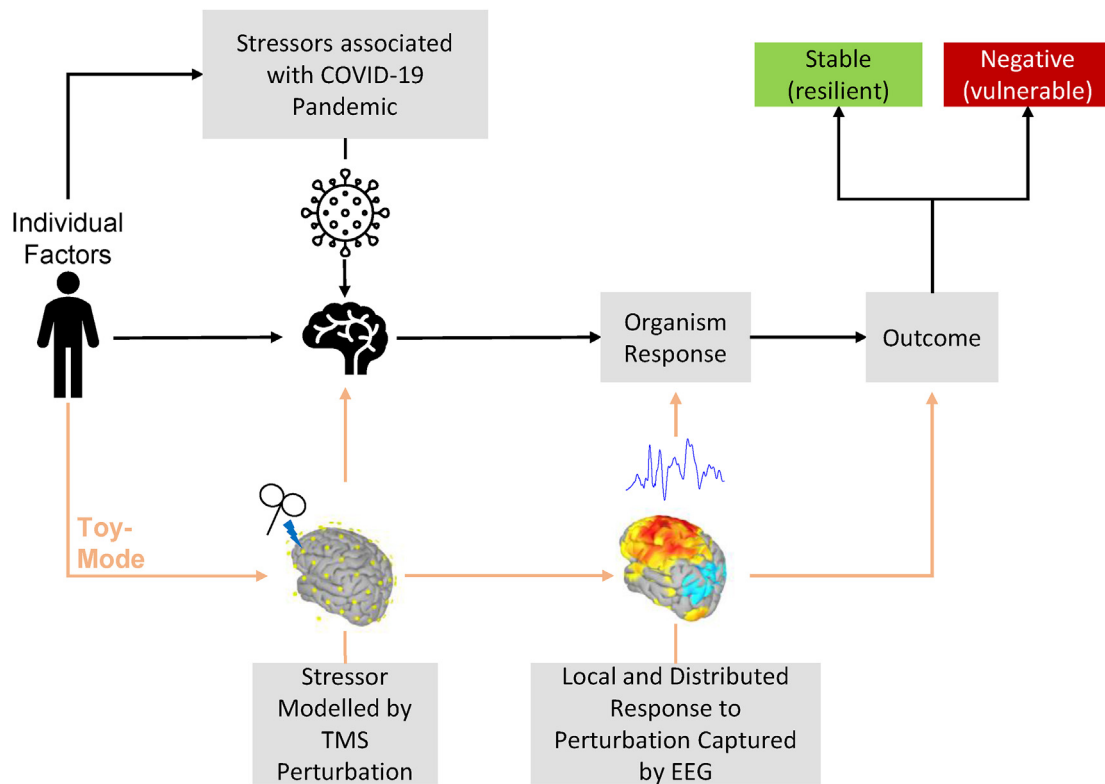 Stressors associated
with COVID-19
Pandemic
Stable
(resilient)
Negative
(vulnerable)
Individual
Factors
Organism
Response
Outcome
Toy-
Mode
Stressor
Modelled by
TMS
Perturbation
Local and Distributed
Response to
Perturbation Captured
by EEG